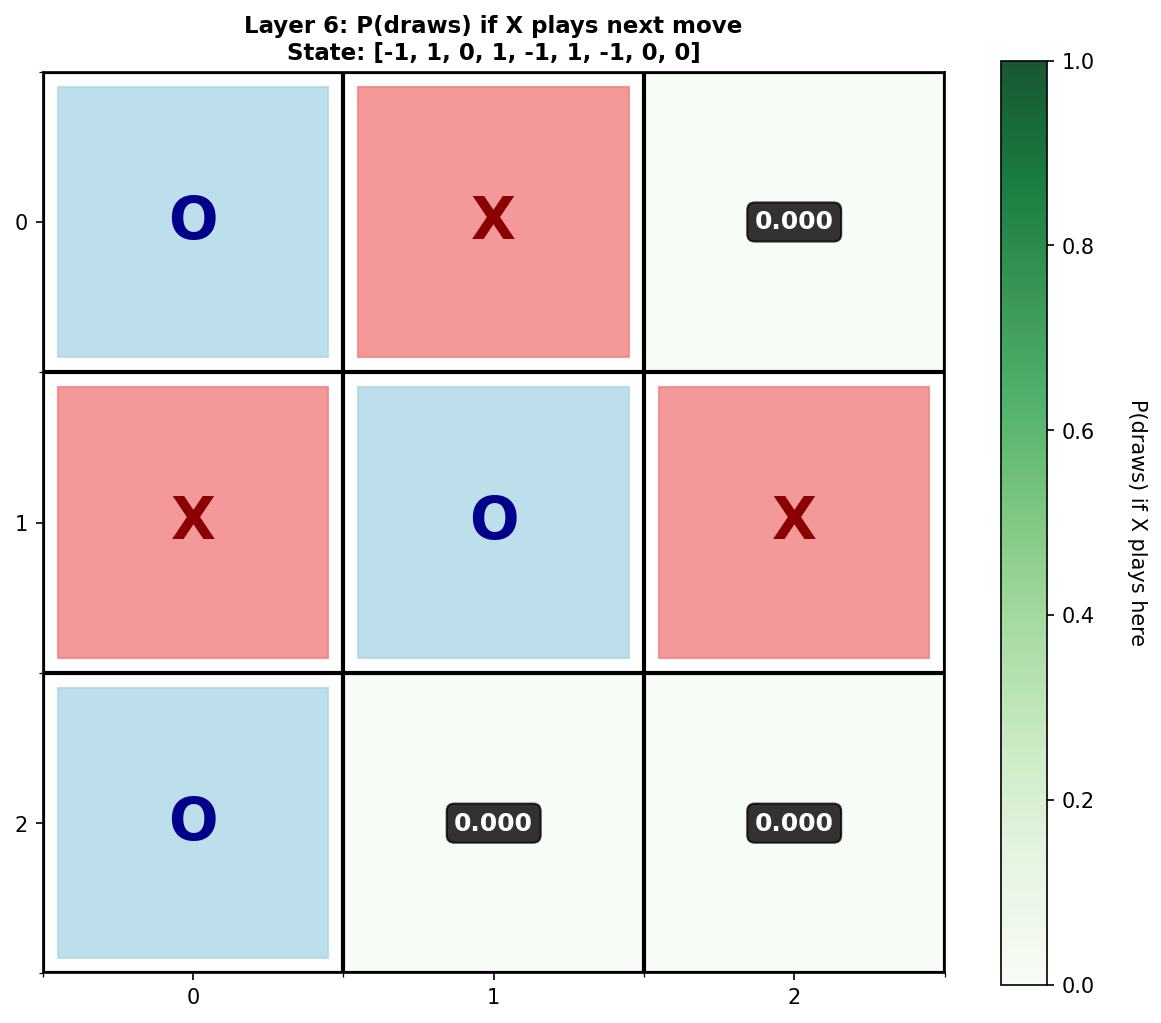 Layer 6: P(draws) if X plays next move
State: [-1, 1, 0, 1, -1, 1, -1, 0, 0]
0
O
X
0.000
1
X
O
X
2
O
0.000
0.000
0
1
2
1.0
0.8
0.6
0.4
0.2
0.0
P(draws) if X plays here